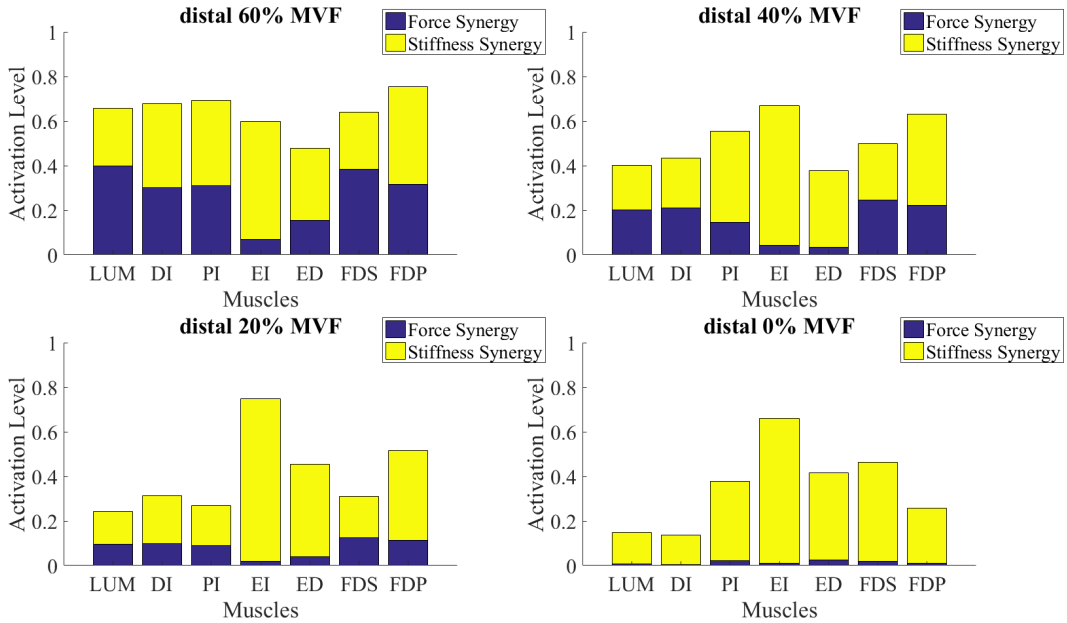 distal 60% MVF
Force Synergy
Stiffness Synergy
1
0.8
0.6
0.4
0.2
0
Activation Level
LUM DI PI EI ED FDS FDP
Muscles
distal 40% MVF
Force Synergy
Stiffness Synergy
1
0.8
0.6
0.4
0.2
0
Activation Level
LUM DI PI EI ED FDS FDP
Muscles
distal 20% MVF
Force Synergy
Stiffness Synergy
1
0.8
0.6
0.4
0.2
0
Activation Level
LUM DI PI EI ED FDS FDP
Muscles
distal 0% MVF
Force Synergy
Stiffness Synergy
1
0.8
0.6
0.4
0.2
0
Activation Level
LUM DI PI EI ED FDS FDP
Muscles